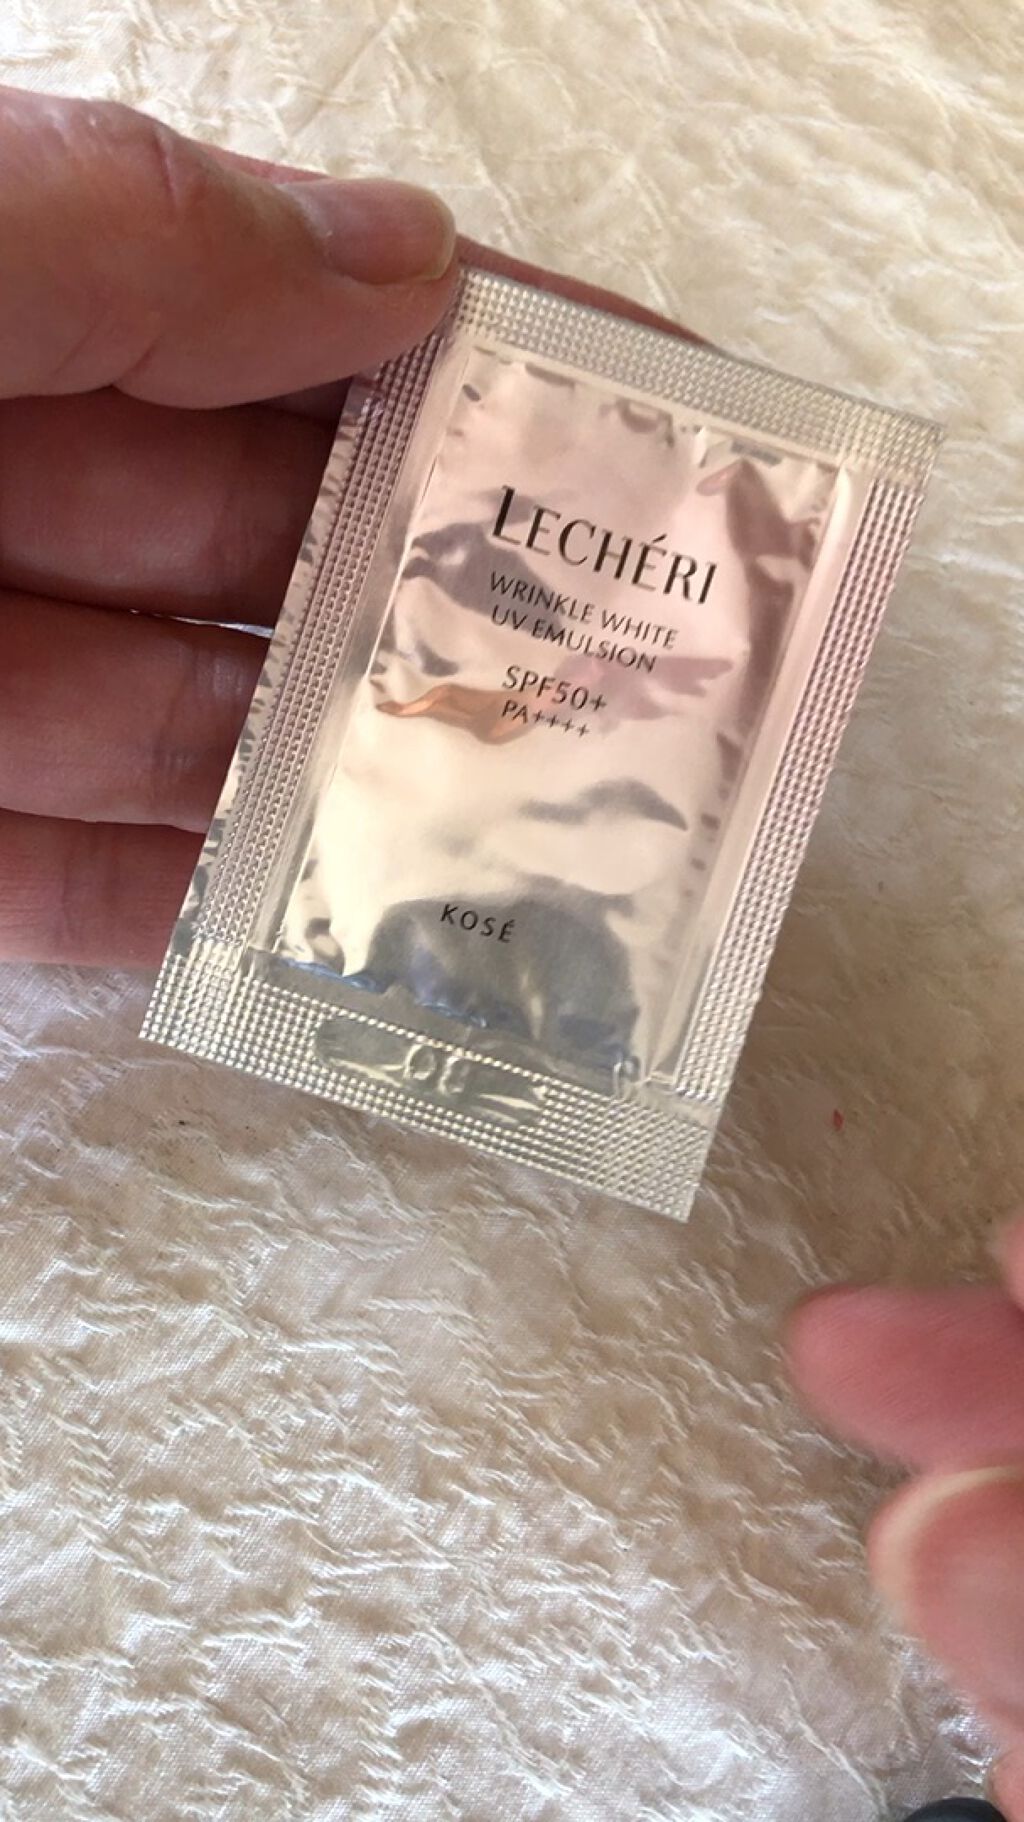 LECHÉRI
WRINKLE WHITE
UV EMULSION
SPF50+
PA++++
KOSÉ